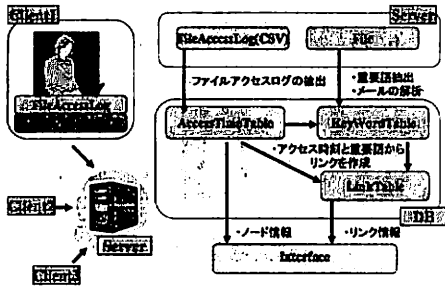 Client1
FileAccessLog
Client2
Client3
Server
Server
FileAccessLog(CSV)
File
ファイルアクセスログの抽出
・重要語抽出
・メールの解析
AccessTimeTable
KeyWordTable
・アクセス時刻と重要語から
リンクを作成
LinkTable
DB
・ノード情報
・リンク情報
Interface